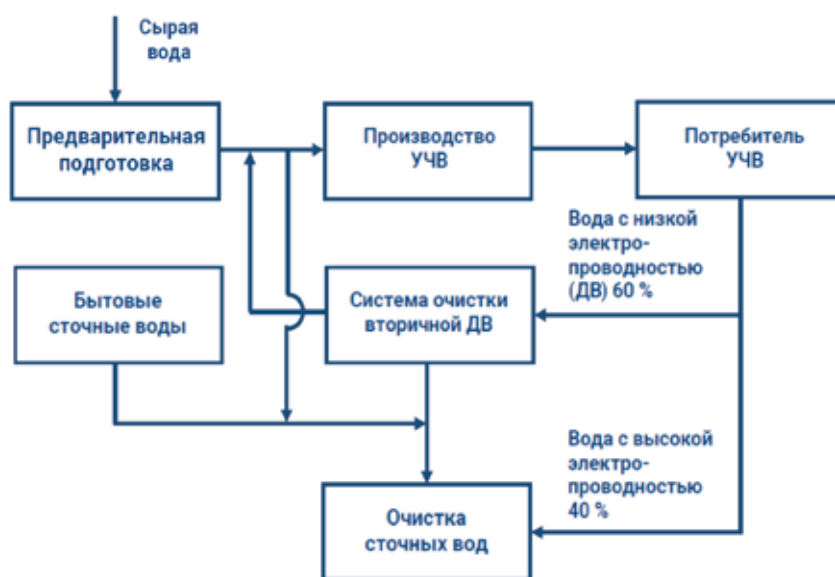 Сырая
вода
Предварительная
подготовка
Производство
УЧВ
Потребитель
УЧВ
Вода с низкой
электро-
проводностью
(ДВ) 60 %
Бытовые
сточные воды
Система очистки
вторичной ДВ
Вода с высокой
электро-
проводностью
40 %
Очистка
сточных вод